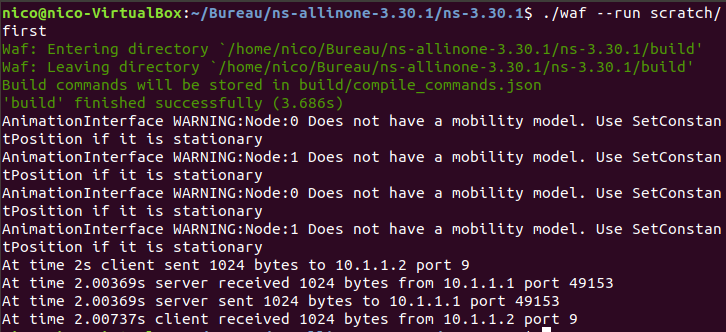 nico@nico-VirtualBox:~/Bureau/ns-allinone-3.30.1/ns-3.30.1$ ./waf --run scratch/
first
Waf: Entering directory `/home/nico/Bureau/ns-allinone-3.30.1/ns-3.30.1/build'
Waf: Leaving directory `/home/nico/Bureau/ns-allinone-3.30.1/ns-3.30.1/build'
Build commands will be stored in build/compile_commands.json
'build' finished successfully (3.686s)
AnimationInterface WARNING:Node:0 Does not have a mobility model. Use SetConstan
tPosition if it is stationary
AnimationInterface WARNING:Node:1 Does not have a mobility model. Use SetConstan
tPosition if it is stationary
AnimationInterface WARNING:Node:0 Does not have a mobility model. Use SetConstan
tPosition if it is stationary
AnimationInterface WARNING:Node:1 Does not have a mobility model. Use SetConstan
tPosition if it is stationary
At time 2s client sent 1024 bytes to 10.1.1.2 port 9
At time 2.00369s server received 1024 bytes from 10.1.1.1 port 49153
At time 2.00369s server sent 1024 bytes to 10.1.1.1 port 49153
At time 2.00737s client received 1024 bytes from 10.1.1.2 port 9